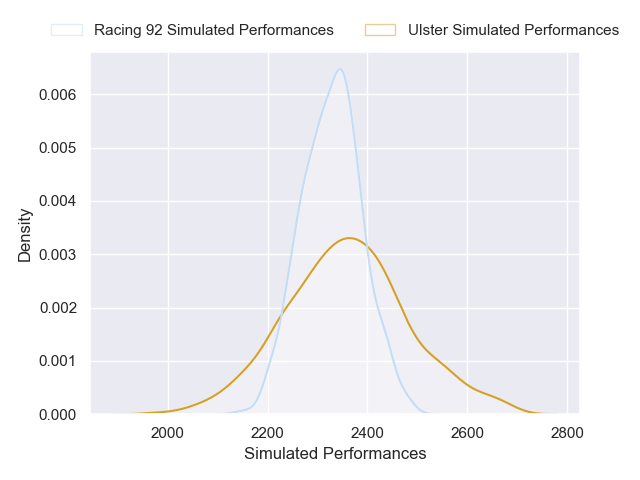 Racing 92 Simulated Performances Ulster Simulated Performances
0.006
0.005
0.004
0.003
0.002
0.001
0.000
Density
2000 2200 2400 2600 2800
Simulated Performances